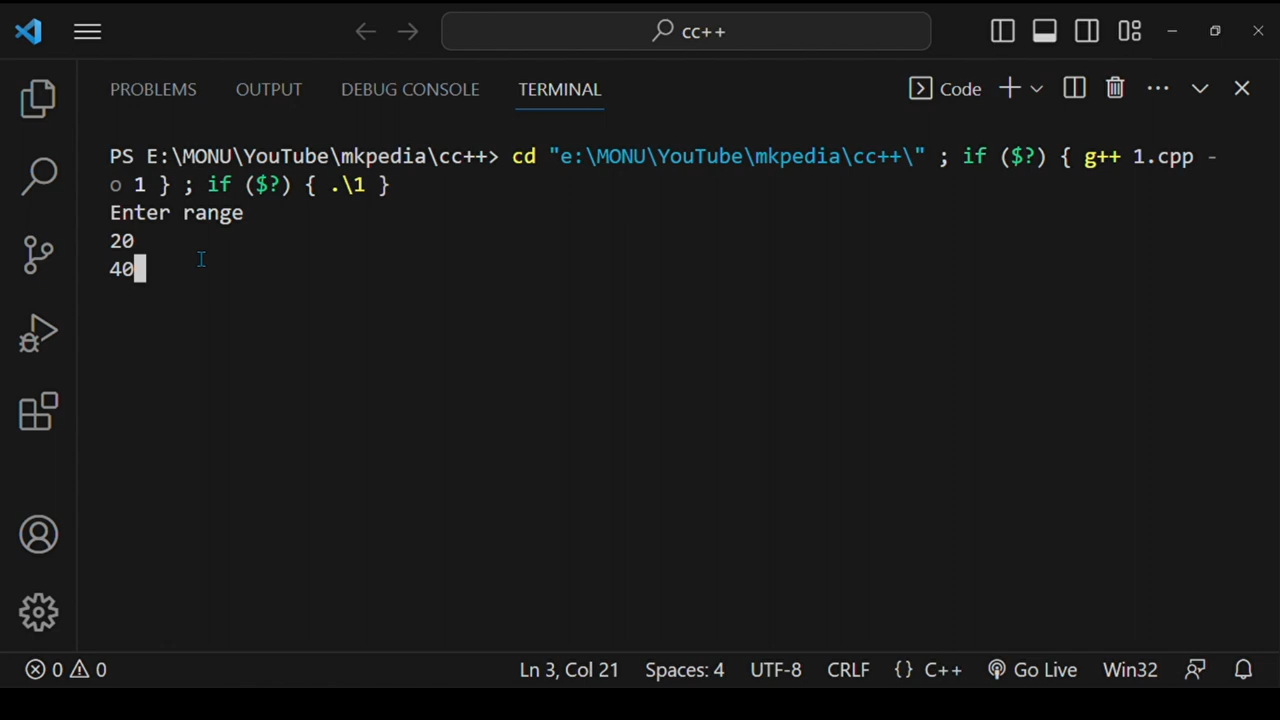 cc++
PROBLEMS OUTPUT DEBUG CONSOLE TERMINAL Code
PS E:\MONU\YouTube\mkpedia\cc++> cd "e:\MONU\YouTube\mkpedia\cc++\" ; if ($?) { g++ 1.cpp -
o 1 } ; if ($?) { .\1 }
Enter range
20
40
0 0 Ln 3, Col 21 Spaces: 4 UTF-8 CRLF {} C++ Go Live Win32